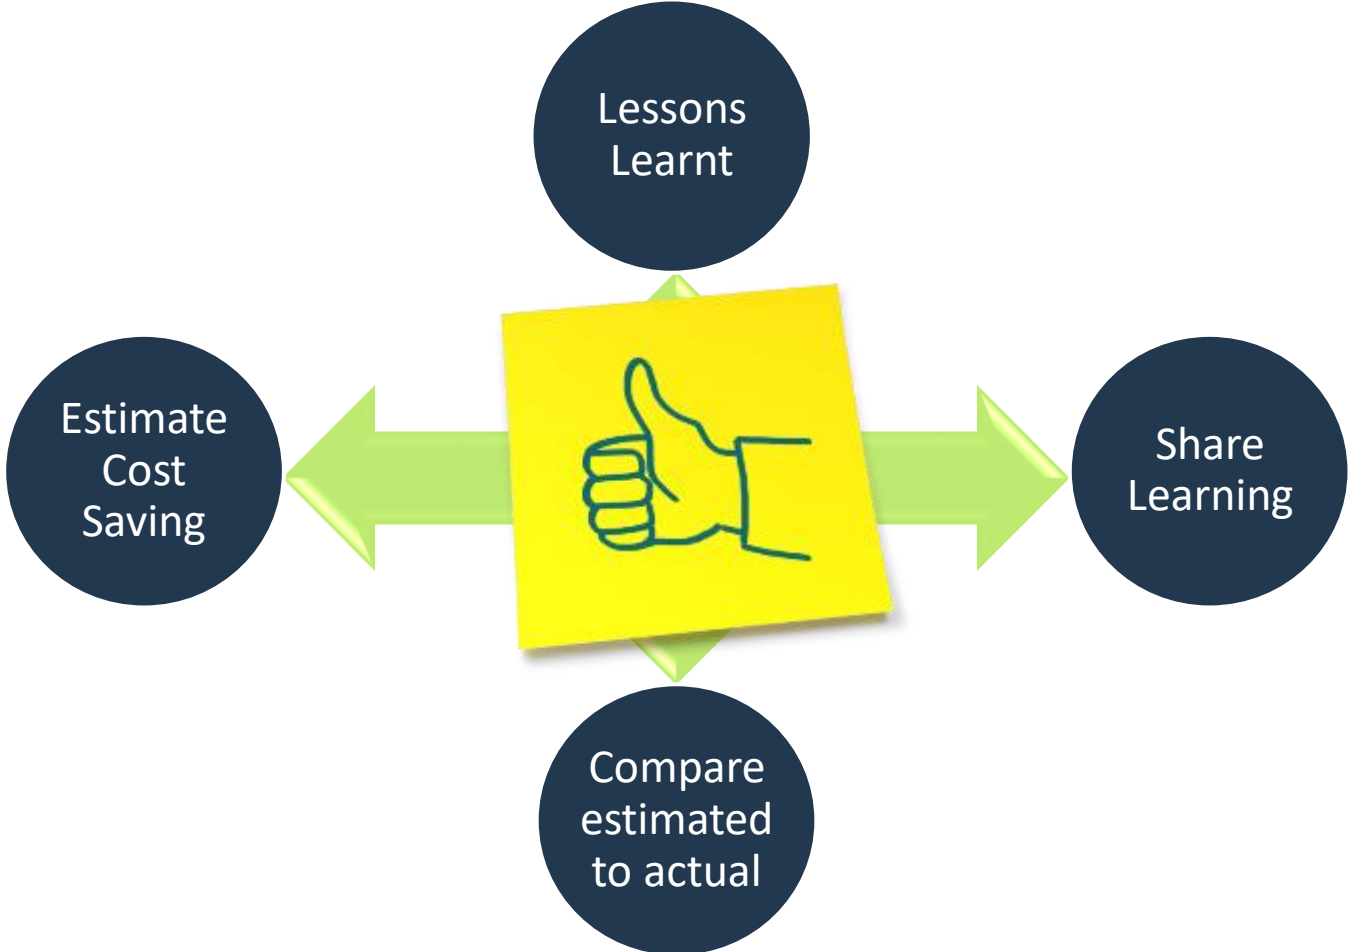 Lessons
Learnt
Estimate
Cost
Saving
Share
Learning
Compare
estimated
to actual